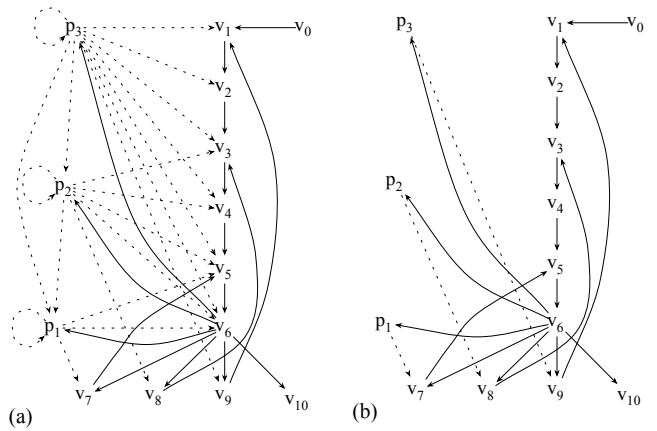 p₃ v₁ v₀ p₃ v₁ v₀
v₂ v₂
v₃ v₃
p₂ p₂
v₄ v₄
v₅ v₅
p₁ v₆ p₁ v₆
v₇ v₈ v₉ v₁₀ v₇ v₈ v₉ v₁₀
(a) (b)